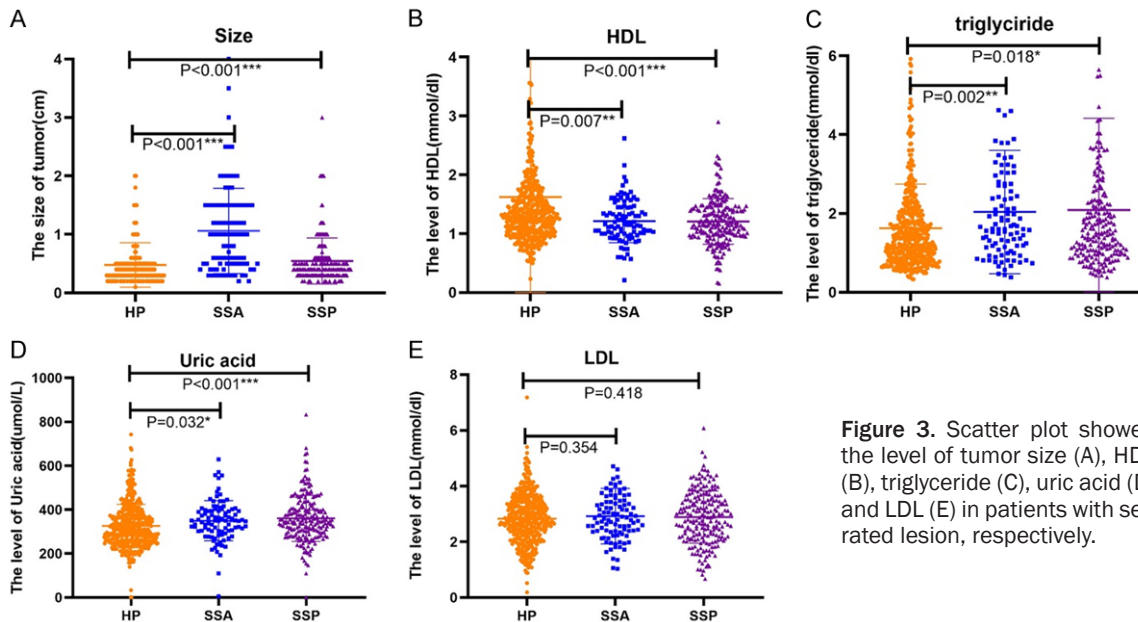 A
Size
The size of tumor(cm)
4
3
2
1
0
P<0.001***
P<0.001***
HP
SSA
SSP
B
HDL
The level of HDL(mmol/dl)
4
3
2
1
0
P<0.001***
P=0.007**
HP
SSA
SSP
C
triglyciride
The level of triglyceride(mmol/dl)
6
4
2
0
P=0.018*
P=0.002**
HP
SSA
SSP
D
Uric acid
The level of Uric acid(umol/L)
1000
800
600
400
200
0
P<0.001***
P=0.032*
HP
SSA
SSP
E
LDL
The level of LDL(mmol/dl)
8
6
4
2
0
P=0.418
P=0.354
HP
SSA
SSP
Figure 3. Scatter plot showe
the level of tumor size (A), HD
(B), triglyceride (C), uric acid (
and LDL (E) in patients with se
rated lesion, respectively.